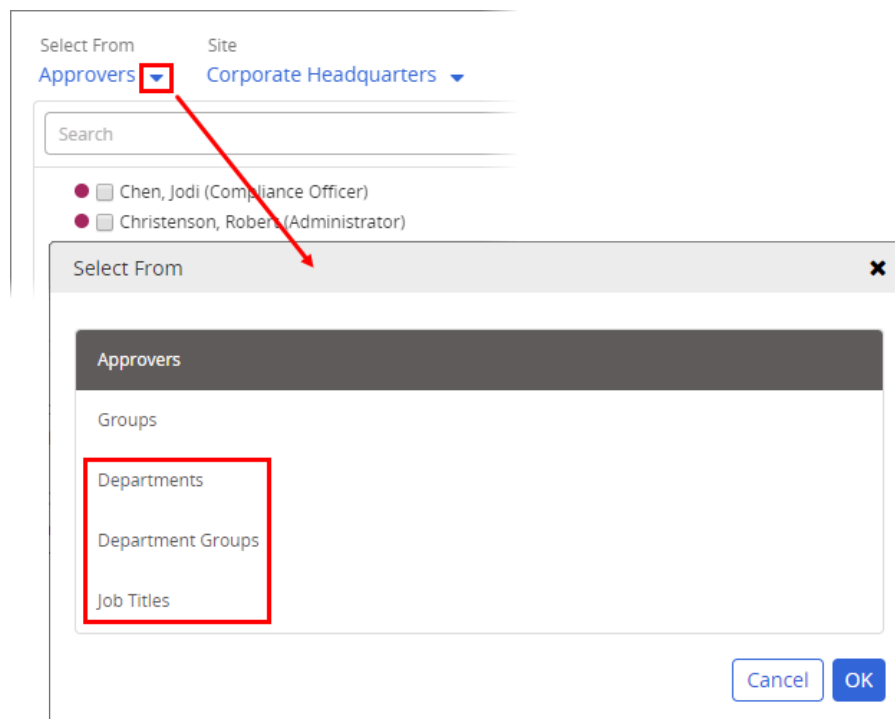 Select From Site
Approvers Corporate Headquarters
Search
Chen, Jodi (Compliance Officer)
Christenson, Robert (Administrator)
Select From
Approvers
Groups
Departments
Department Groups
Job Titles
Cancel OK